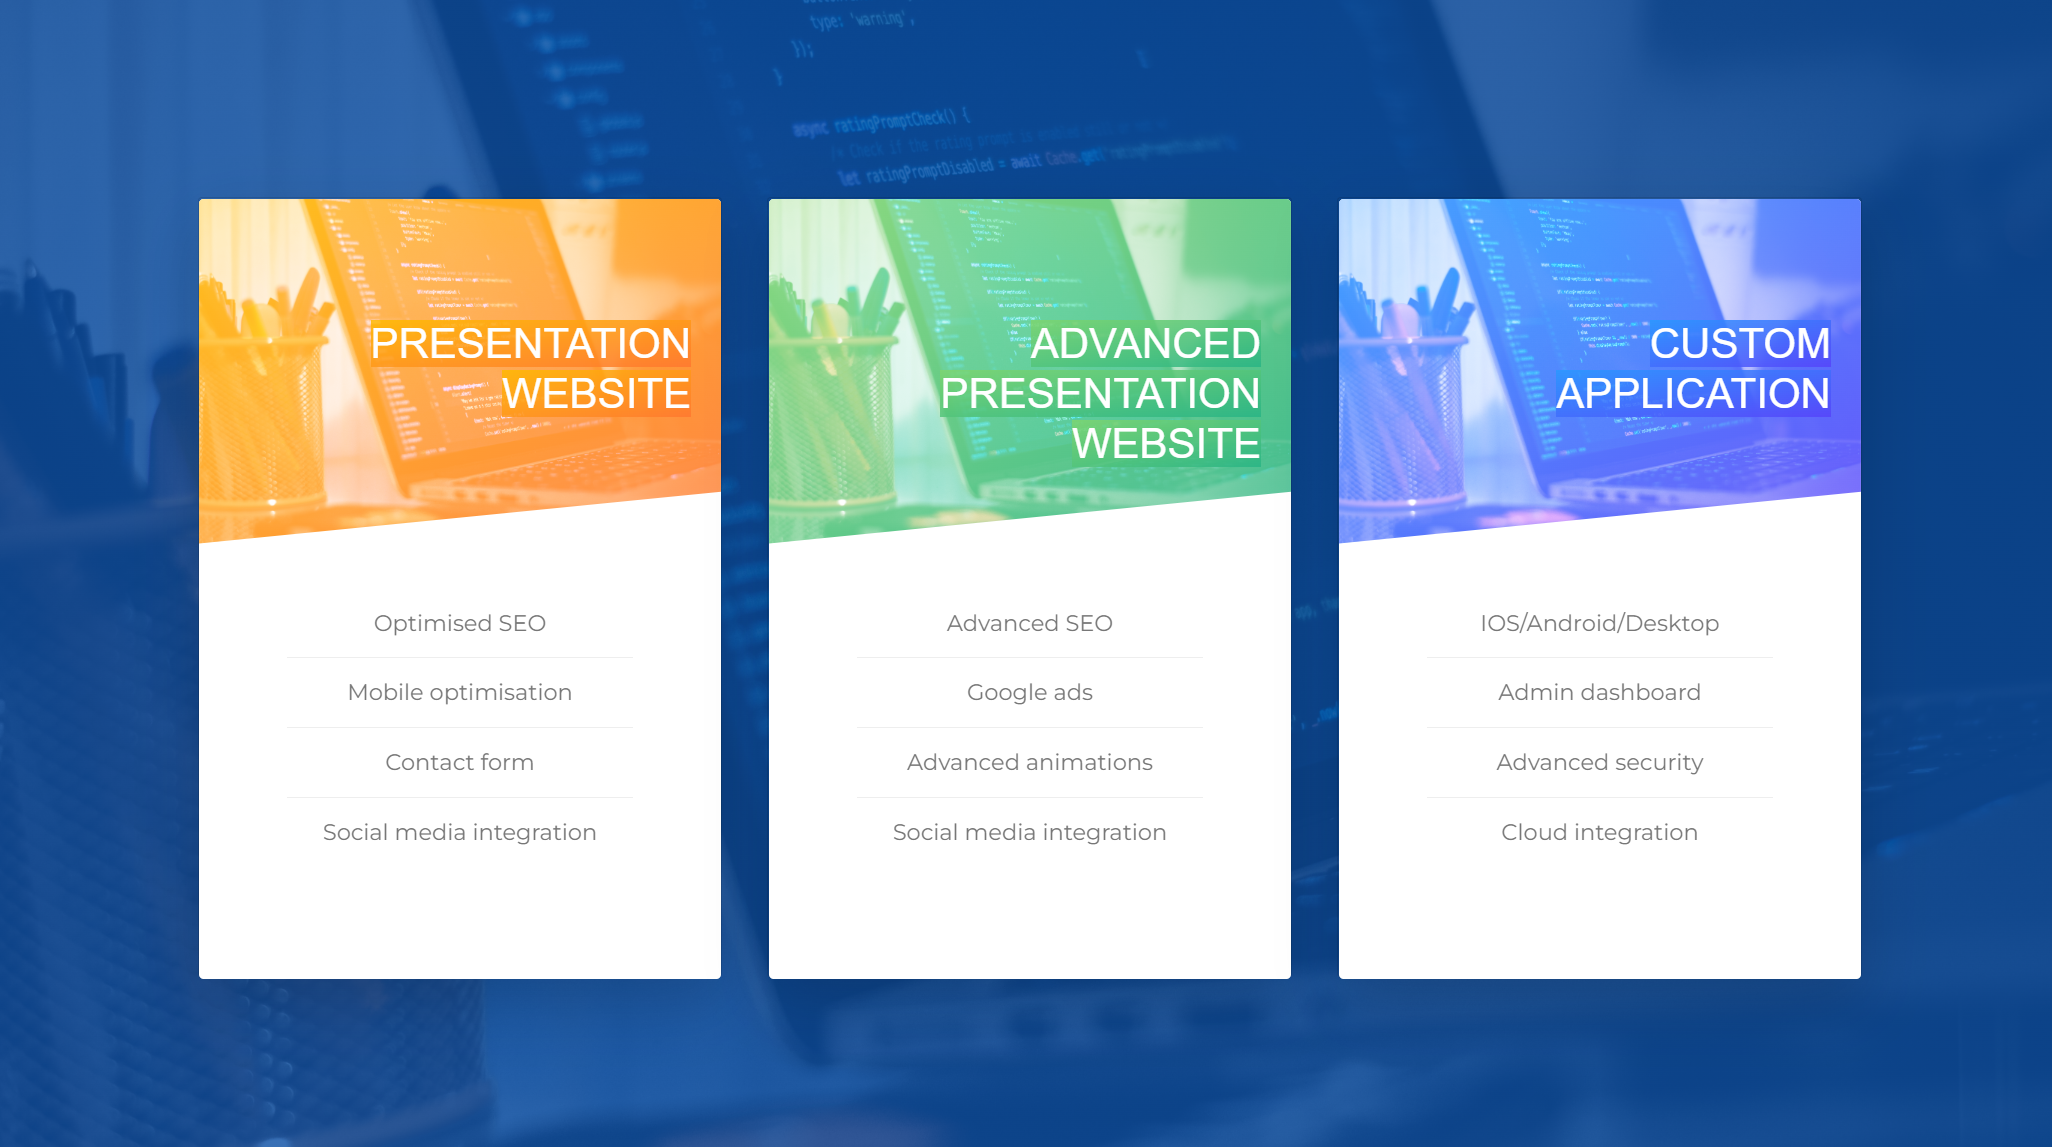 type: 'warning',
});
}
async ratingPromptCheck() {
let ratingPromptDisabled = await Cache.get(
PRESENTATION
WEBSITE
Optimised SEO
Mobile optimisation
Contact form
Social media integration
ADVANCED
PRESENTATION
WEBSITE
Advanced SEO
Google ads
Advanced animations
Social media integration
CUSTOM
APPLICATION
IOS/Android/Desktop
Admin dashboard
Advanced security
Cloud integration